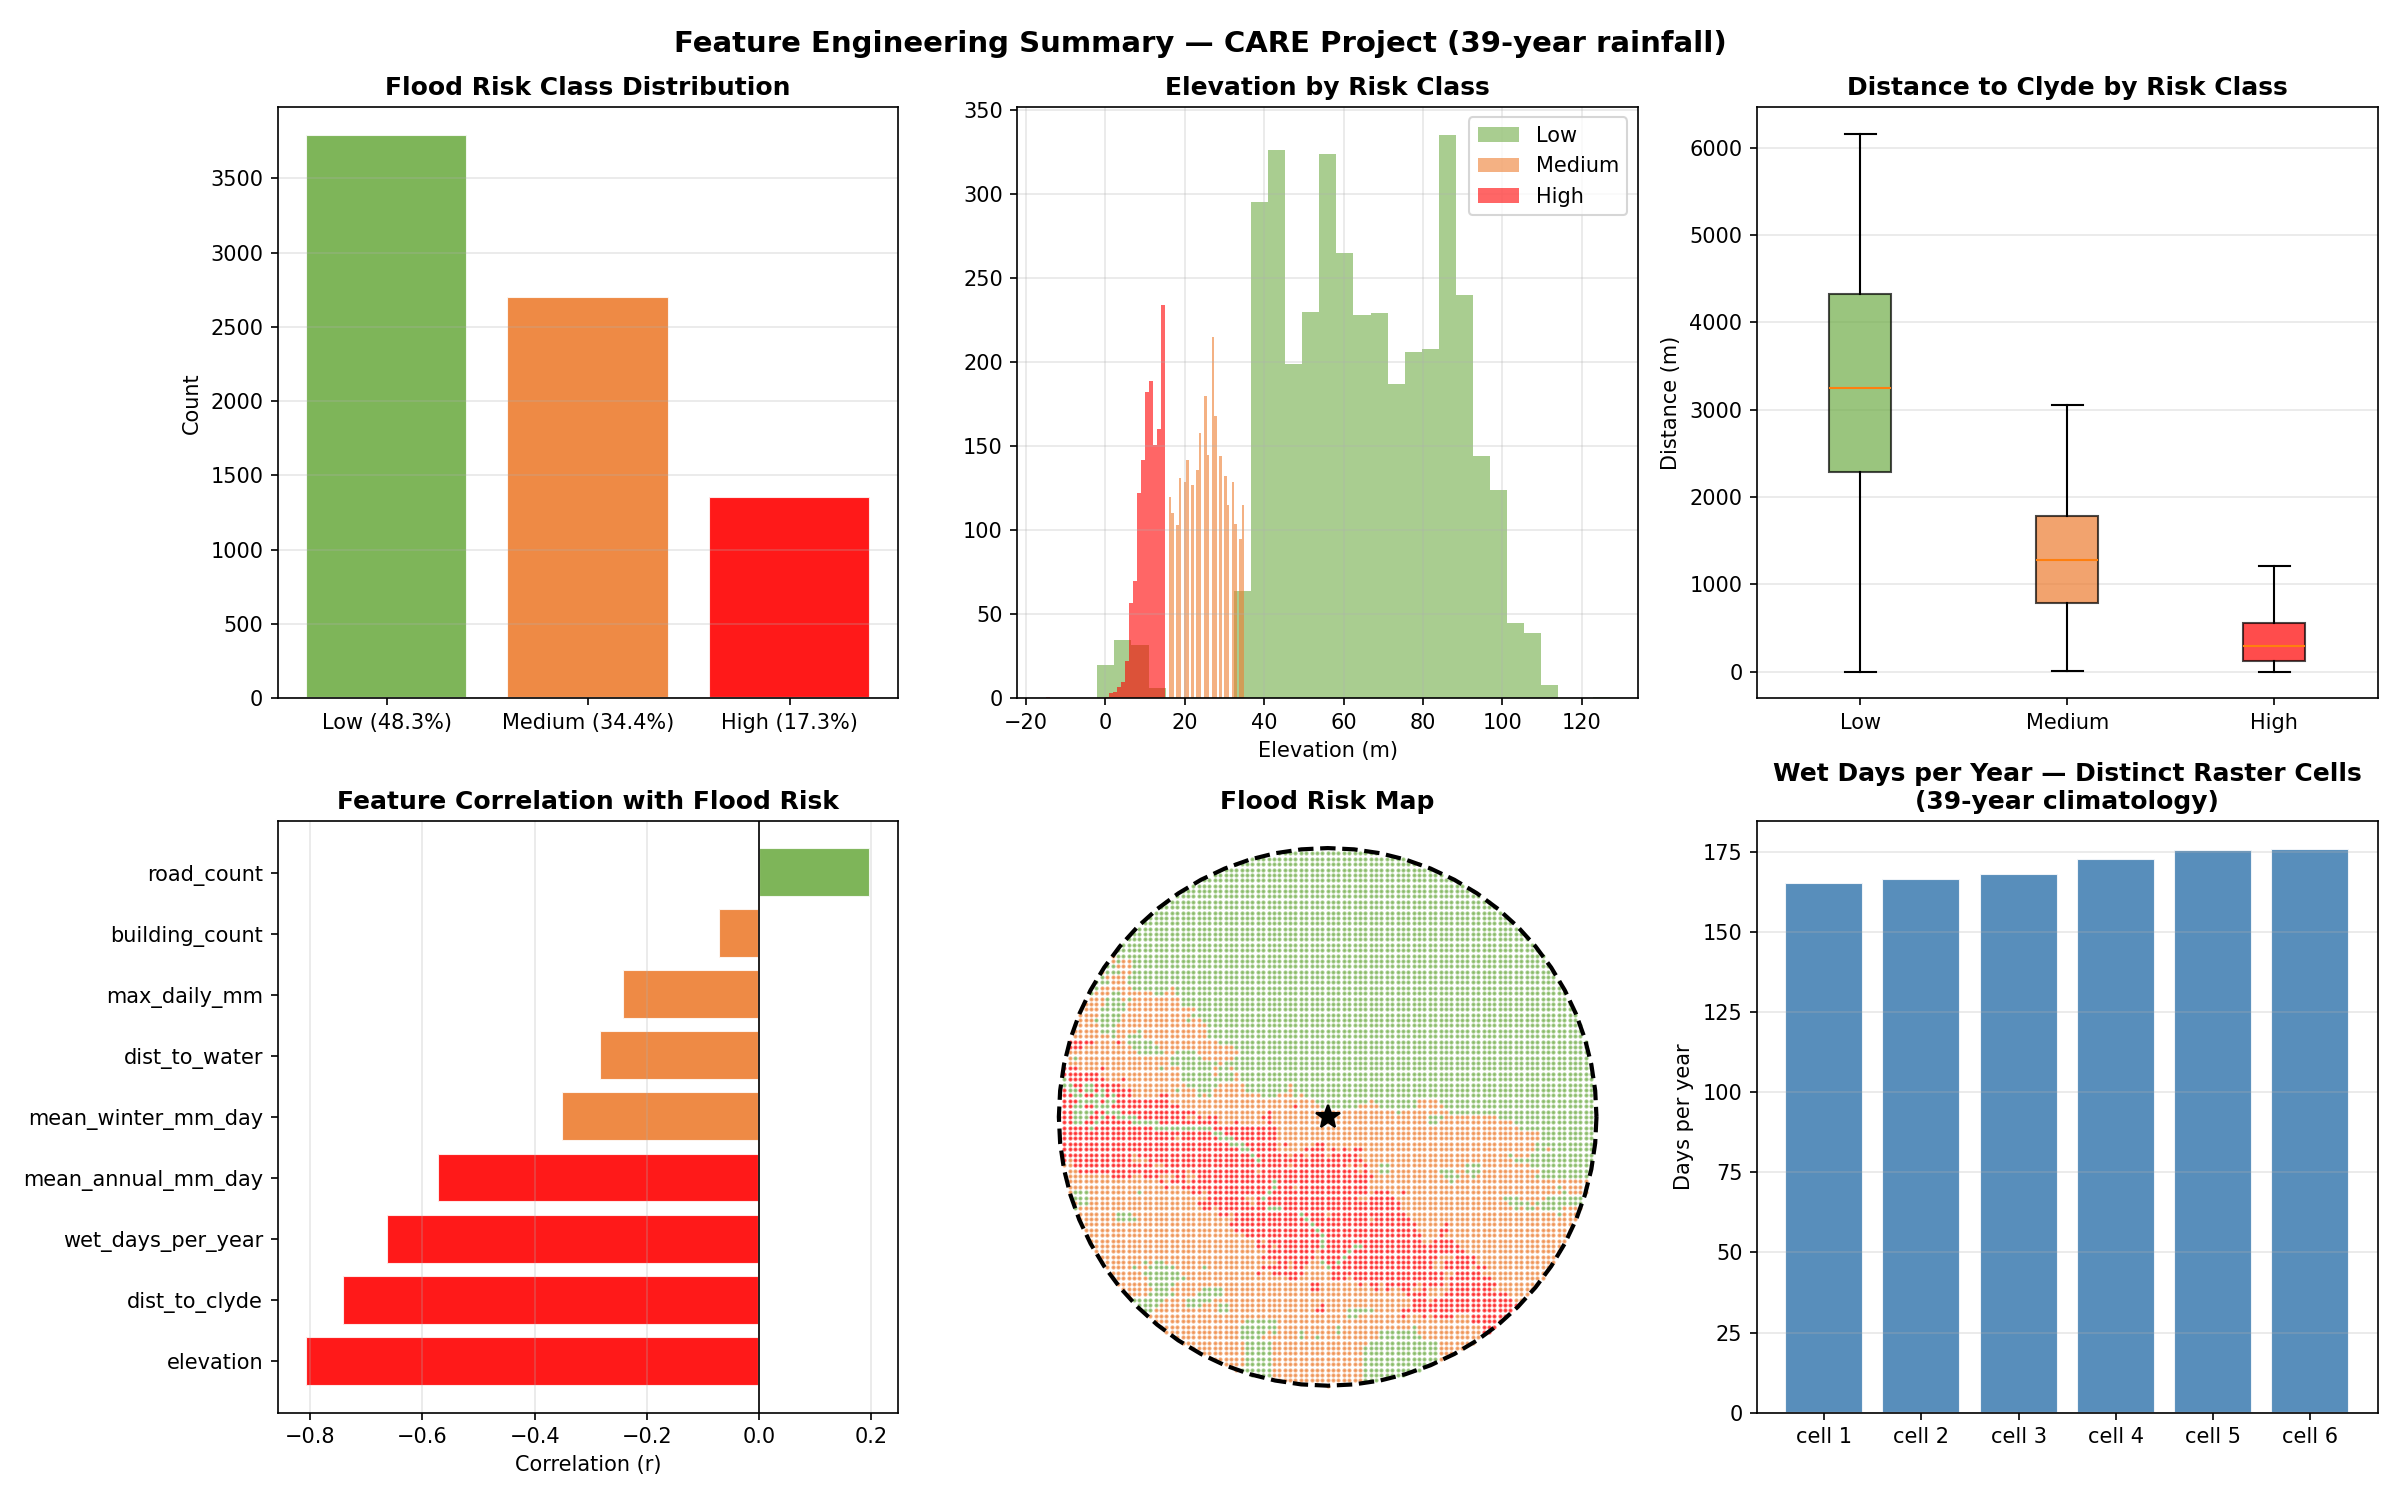 Feature Engineering Summary — CARE Project (39-year rainfall)
Flood Risk Class Distribution
Count
3500
3000
2500
2000
1500
1000
500
0
Low (48.3%)
Medium (34.4%)
High (17.3%)
Elevation by Risk Class
Low
Medium
High
350
300
250
200
150
100
50
0
−20
0
20
40
60
80
100
120
Elevation (m)
Distance to Clyde by Risk Class
Distance (m)
6000
5000
4000
3000
2000
1000
0
Low
Medium
High
Feature Correlation with Flood Risk
road_count
building_count
max_daily_mm
dist_to_water
mean_winter_mm_day
mean_annual_mm_day
wet_days_per_year
dist_to_clyde
elevation
−0.8
−0.6
−0.4
−0.2
0.0
0.2
Correlation (r)
Flood Risk Map
Wet Days per Year — Distinct Raster Cells
(39-year climatology)
Days per year
175
150
125
100
75
50
25
0
cell 1
cell 2
cell 3
cell 4
cell 5
cell 6